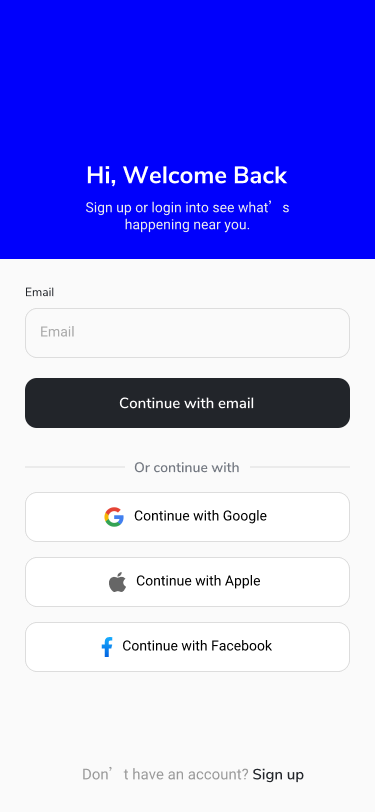 Hi, Welcome Back
Sign up or login into see what’s
happening near you.
Email
Email
Continue with email
Or continue with
Continue with Google
Continue with Apple
Continue with Facebook
Don’t have an account? Sign up